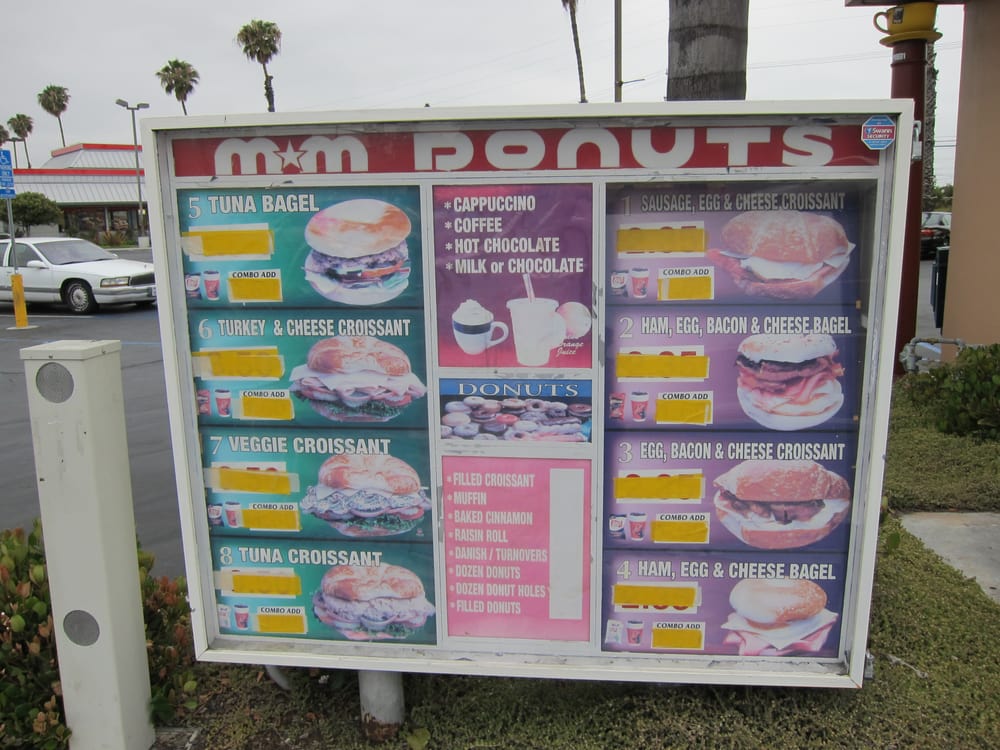 M★M DONUTS
Swann
SECURITY
5 TUNA BAGEL
COMBO ADD
6 TURKEY & CHEESE CROISSANT
COMBO ADD
7 VEGGIE CROISSANT
COMBO ADD
8 TUNA CROISSANT
COMBO ADD
* CAPPUCCINO
* COFFEE
* HOT CHOCOLATE
* MILK or CHOCOLATE
Orange
Juice
DONUTS
* FILLED CROISSANT
* MUFFIN
* BAKED CINNAMON
* RAISIN ROLL
* DANISH / TURNOVERS
* DOZEN DONUTS
* DOZEN DONUT HOLES
* FILLED DONUTS
1 SAUSAGE, EGG & CHEESE CROISSANT
COMBO ADD
2 HAM, EGG, BACON & CHEESE BAGEL
COMBO ADD
3 EGG, BACON & CHEESE CROISSANT
COMBO ADD
4 HAM, EGG & CHEESE BAGEL
COMBO ADD